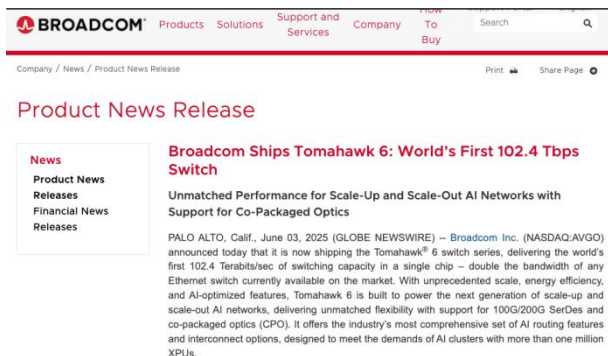 BROADCOM®
Products
Solutions
Support and
Services
Company
To
Buy
Search
Company / News / Product News Release
Print
Share Page
Product News Release
News
Product News
Releases
Financial News
Releases
Broadcom Ships Tomahawk 6: World's First 102.4 Tbps
Switch
Unmatched Performance for Scale-Up and Scale-Out AI Networks with
Support for Co-Packaged Optics
PALO ALTO, Calif., June 03, 2025 (GLOBE NEWSWIRE) -- Broadcom Inc. (NASDAQ:AVGO)
announced today that it is now shipping the Tomahawk® 6 switch series, delivering the world's
first 102.4 Terabits/sec of switching capacity in a single chip – double the bandwidth of any
Ethernet switch currently available on the market. With unprecedented scale, energy efficiency,
and AI-optimized features, Tomahawk 6 is built to power the next generation of scale-up and
scale-out AI networks, delivering unmatched flexibility with support for 100G/200G SerDes and
co-packaged optics (CPO). It offers the industry's most comprehensive set of AI routing features
and interconnect options, designed to meet the demands of AI clusters with more than one million
XPUs.